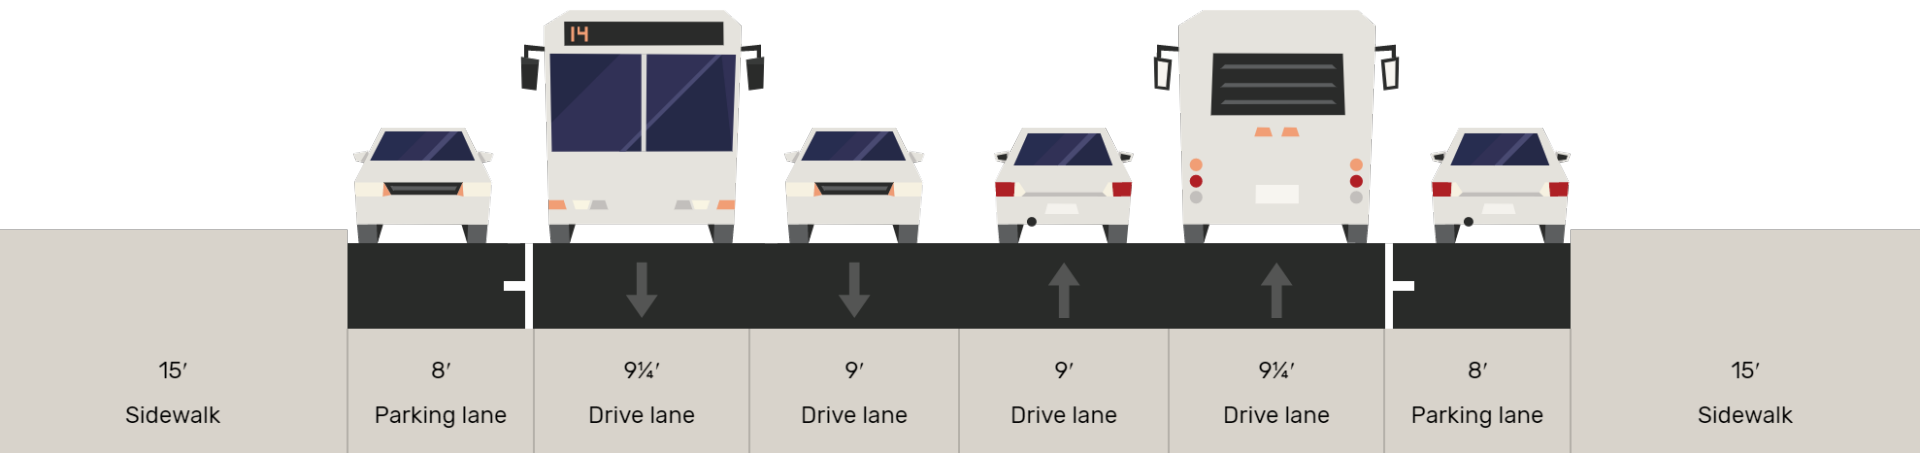 14
15′
8′
9¼′
9′
9′
9¼′
8′
15′
Sidewalk
Parking lane
Drive lane
Drive lane
Drive lane
Drive lane
Parking lane
Sidewalk